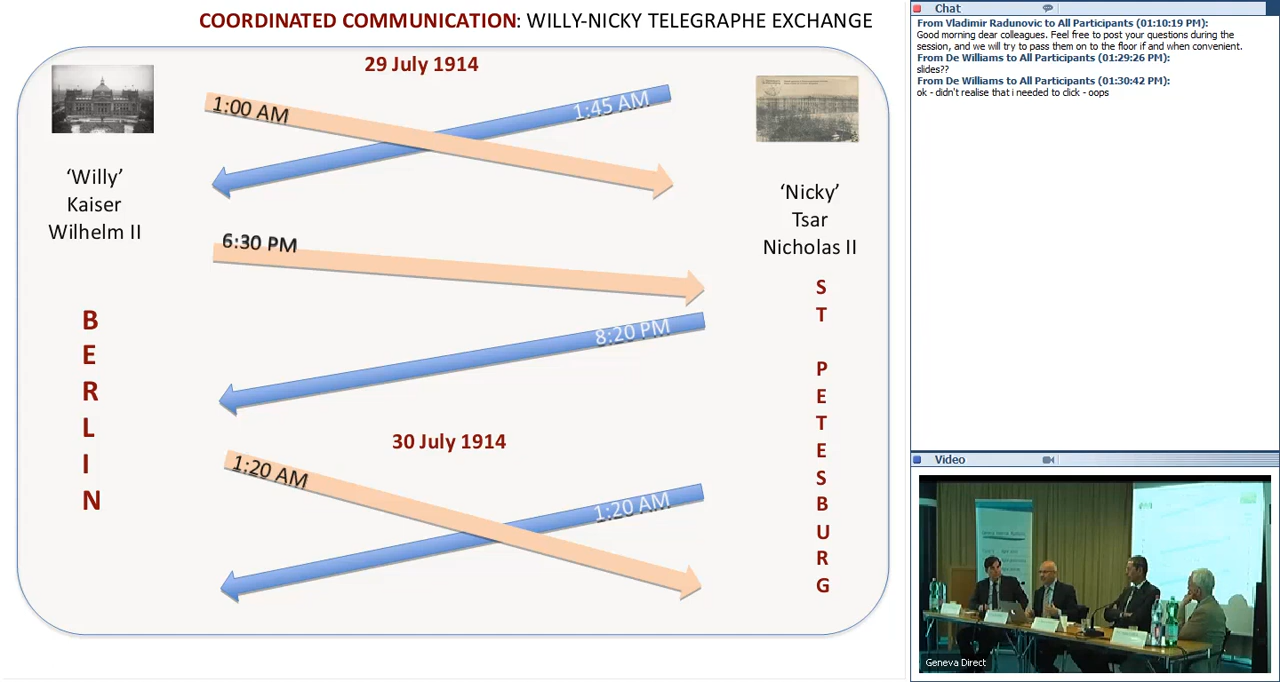 COORDINATED COMMUNICATION: WILLY-NICKY TELEGRAPHE EXCHANGE
29 July 1914
1:00 AM
1:45 AM
'Willy'
Kaiser
Wilhelm II
'Nicky'
Tsar
Nicholas II
6:30 PM
8:20 PM
BERLIN
ST PETESBURG
30 July 1914
1:20 AM
1:20 AM
Chat
From Vladimir Radunovic to All Participants (01:10:19 PM):
Good morning dear colleagues. Feel free to post your questions during the
session, and we will try to pass them on to the floor if and when convenient.
From De Williams to All Participants (01:29:26 PM):
slides??
From De Williams to All Participants (01:30:42 PM):
ok - didn't realise that i needed to click - oops
Video
Geneva Direct